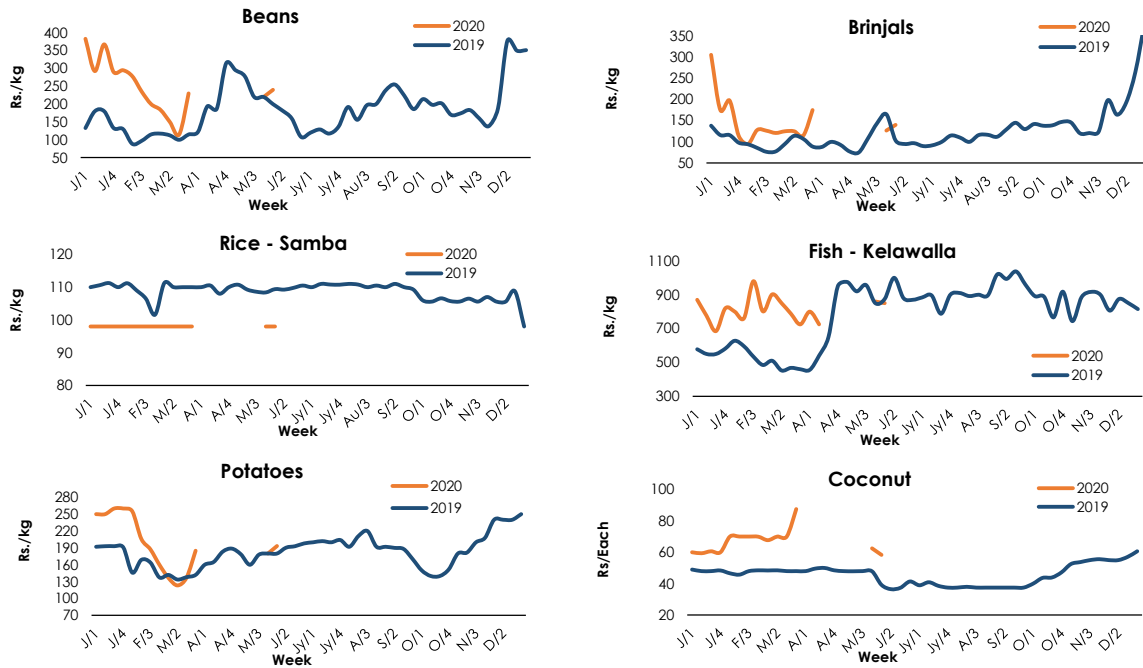 Beans
Rs./kg
400
350
300
250
200
150
100
50
2020
2019
J/1
J/4
F/3
M/2
A/1
A/4
M/3
J/2
Jy/1
Jy/4
Au/3
S/2
O/1
O/4
N/3
D/2
Week
Brinjals
Rs./kg
350
300
250
200
150
100
50
2020
2019
J/1
J/4
F/3
M/2
A/1
A/4
M/3
J/2
Jy/1
Jy/4
Au/3
S/2
O/1
O/4
N/3
D/2
Week
Rice - Samba
Rs./kg
120
110
100
90
80
2020
2019
J/1
J/4
F/3
M/2
A/1
A/4
M/3
J/2
Jy/1
Jy/4
Au/3
S/2
O/1
O/4
N/3
D/2
Week
Fish - Kelawalla
Rs./kg
1100
900
700
500
300
2020
2019
J/1
J/4
F/3
M/2
A/1
A/4
M/3
J/2
Jy/1
Jy/4
A/3
S/2
O/1
O/4
N/3
D/2
Week
Potatoes
Rs./kg
280
250
220
190
160
130
100
70
2020
2019
J/1
J/4
F/3
M/2
A/1
A/4
M/3
J/2
Jy/1
Jy/4
A/3
S/2
O/1
O/4
N/3
D/2
Week
Coconut
Rs/Each
100
80
60
40
20
2020
2019
J/1
J/4
F/3
M/2
A/1
A/4
M/3
J/2
Jy/1
Jy/4
A/3
S/2
O/1
O/4
N/3
D/2
Week